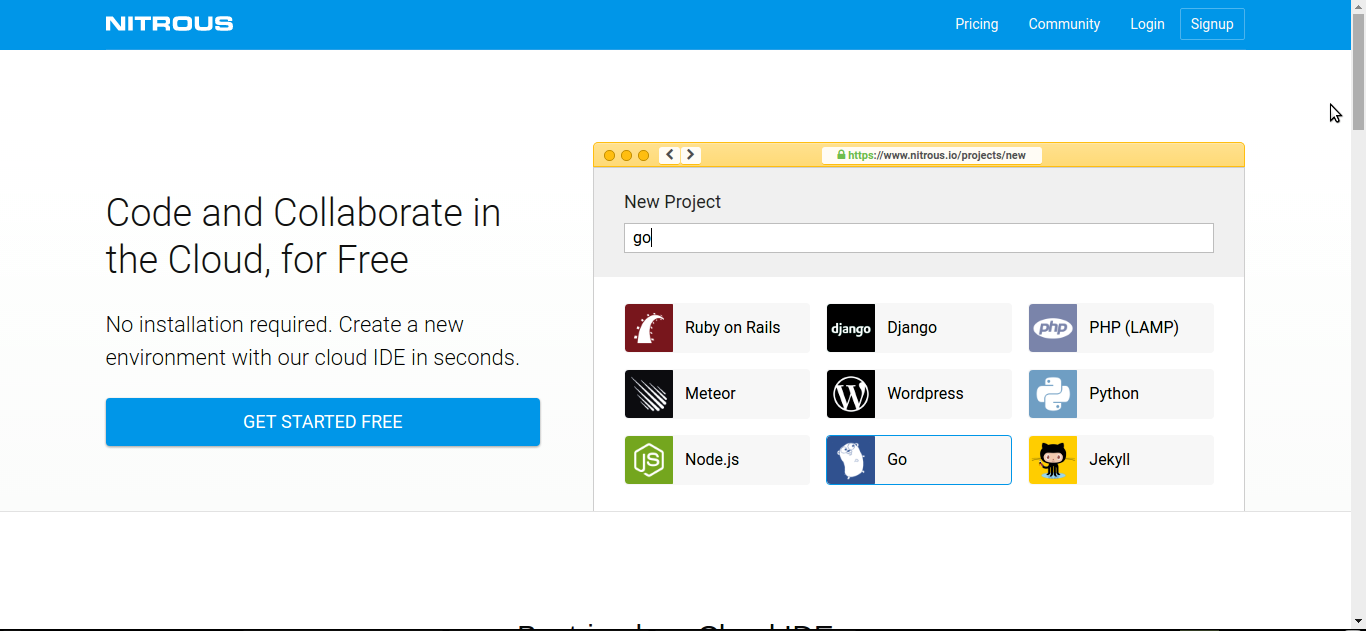 NITROUS
Pricing Community Login Signup
https://www.nitrous.io/projects/new
Code and Collaborate in
the Cloud, for Free
No installation required. Create a new
environment with our cloud IDE in seconds.
GET STARTED FREE
New Project
go
Ruby on Rails
django Django
php PHP (LAMP)
Meteor
Wordpress
Python
JS Node.js
Go
Jekyll
Cloud IDE